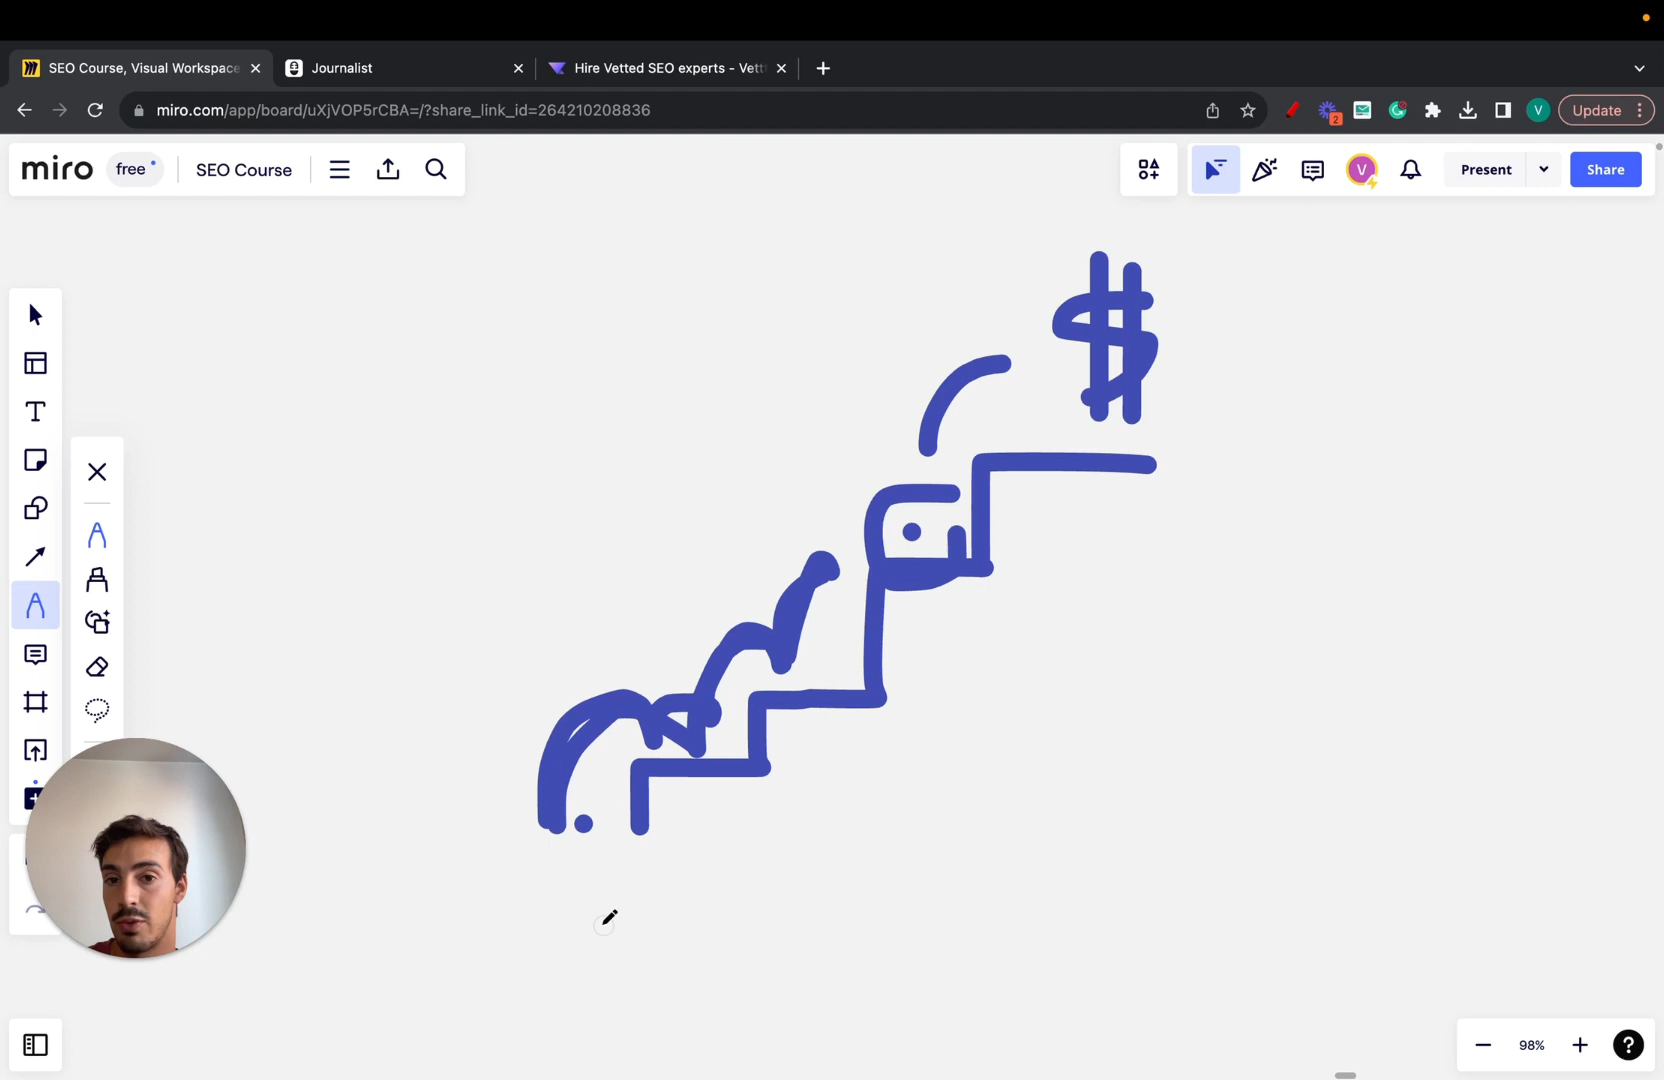 SEO Course, Visual Workspace
Journalist
Hire Vetted SEO experts - Vett
miro.com/app/board/uXjVOP5rCBA=/?share_link_id=264210208836
2
V
Update
miro
free
SEO Course
V
Present
Share
T
$
98%
?